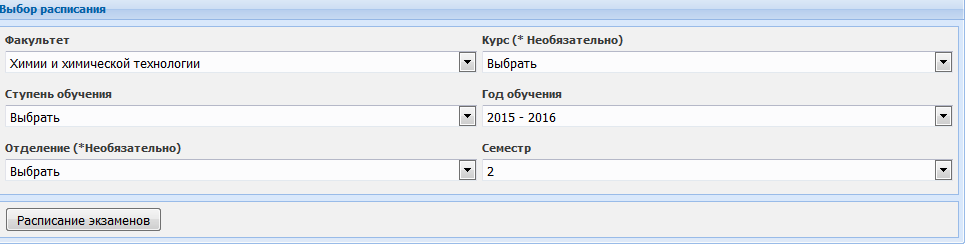 Выбор расписания
Факультет
Курс (* Необязательно)
Химии и химической технологии
Выбрать
Ступень обучения
Год обучения
Выбрать
2015 - 2016
Отделение (*Необязательно)
Семестр
Выбрать
2
Расписание экзаменов